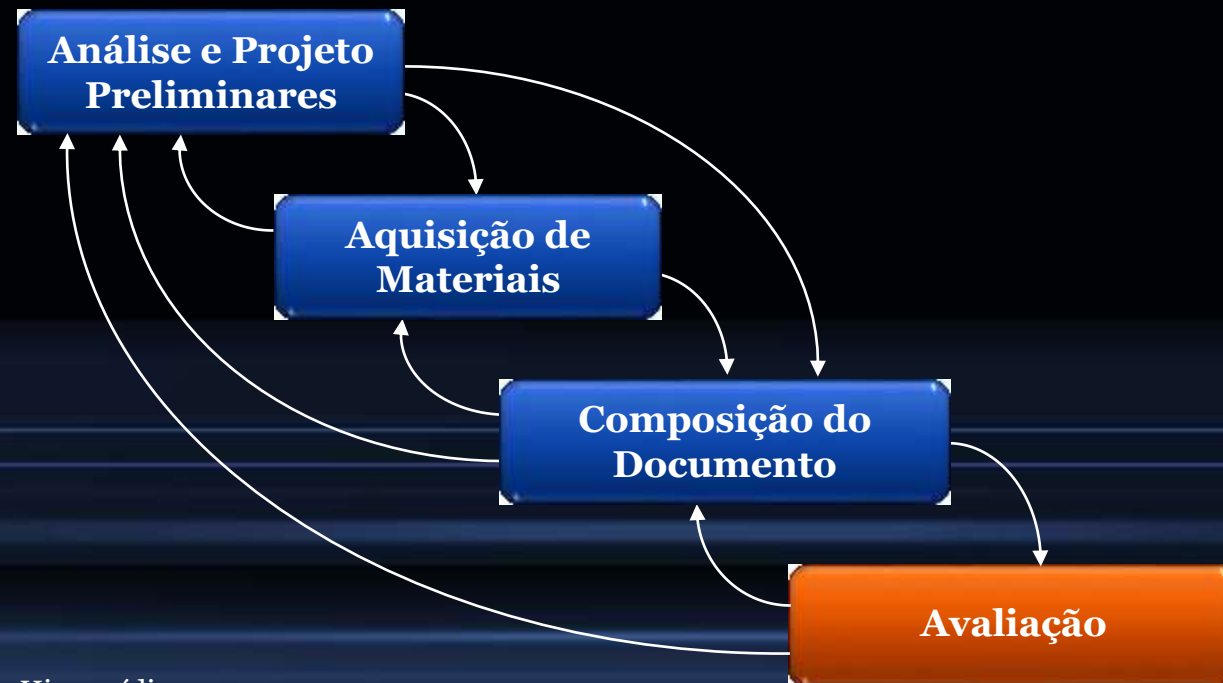 Análise e Projeto
Preliminares
Aquisição de
Materiais
Composição do
Documento
Avaliação